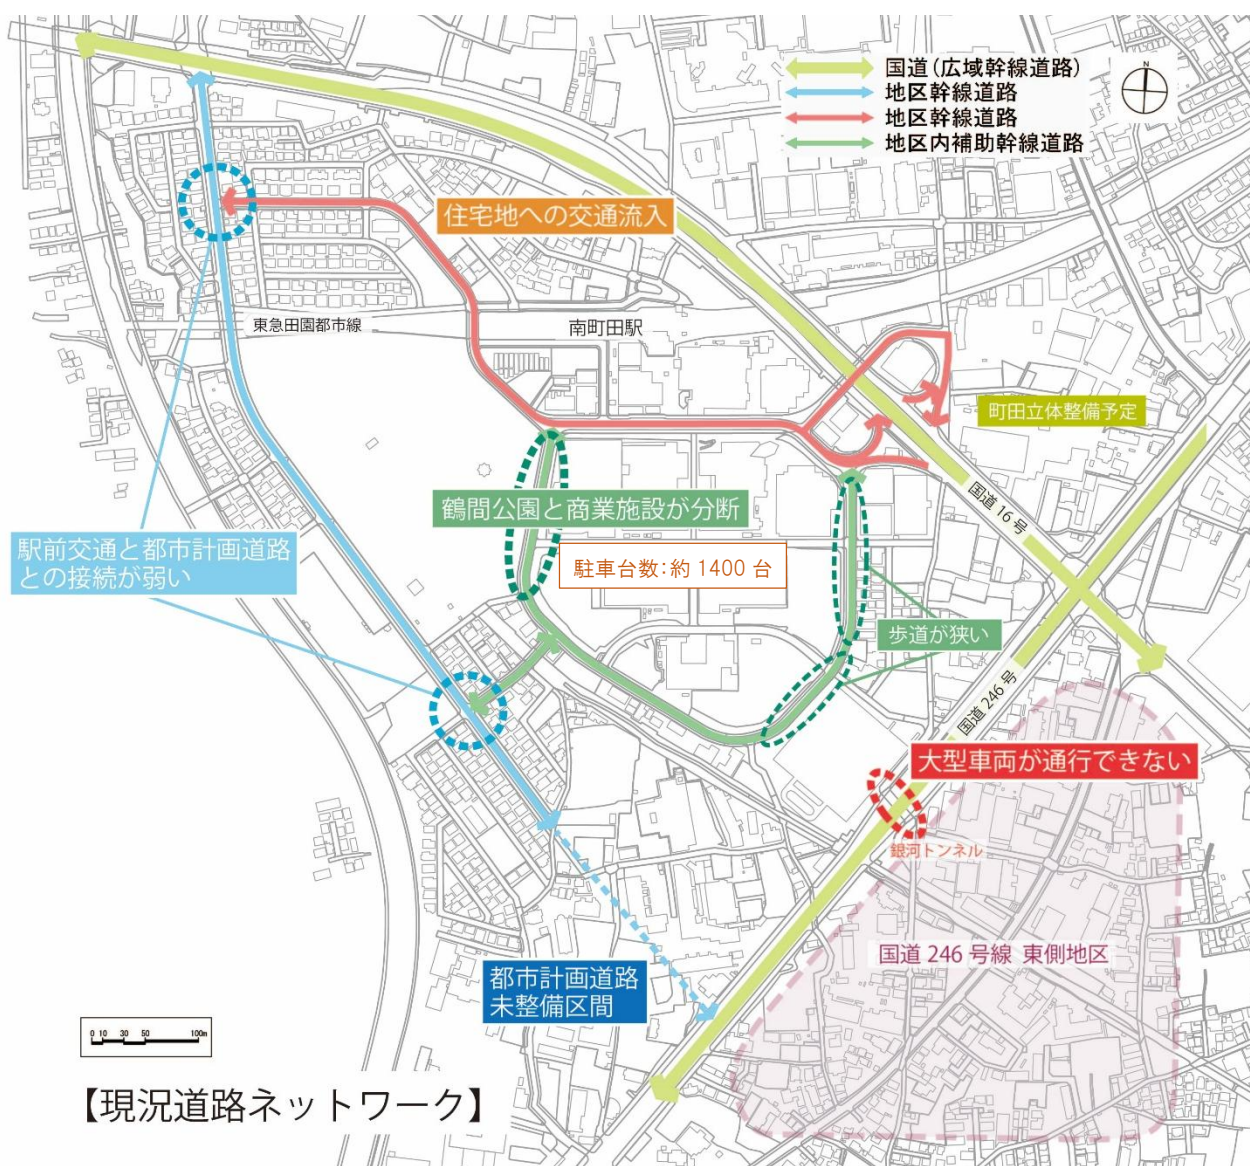 国道(広域幹線道路)
地区幹線道路
地区幹線道路
地区内補助幹線道路
N
住宅地への交通流入
東急田園都市線
南町田駅
町田立体整備予定
国道 16 号
鶴間公園と商業施設が分断
駐車台数:約 1400 台
駅前交通と都市計画道路
との接続が弱い
歩道が狭い
国道 246 号
大型車両が通行できない
銀河トンネル
国道 246 号線 東側地区
都市計画道路
未整備区間
0 10 30 50 100m
【現況道路ネットワーク】